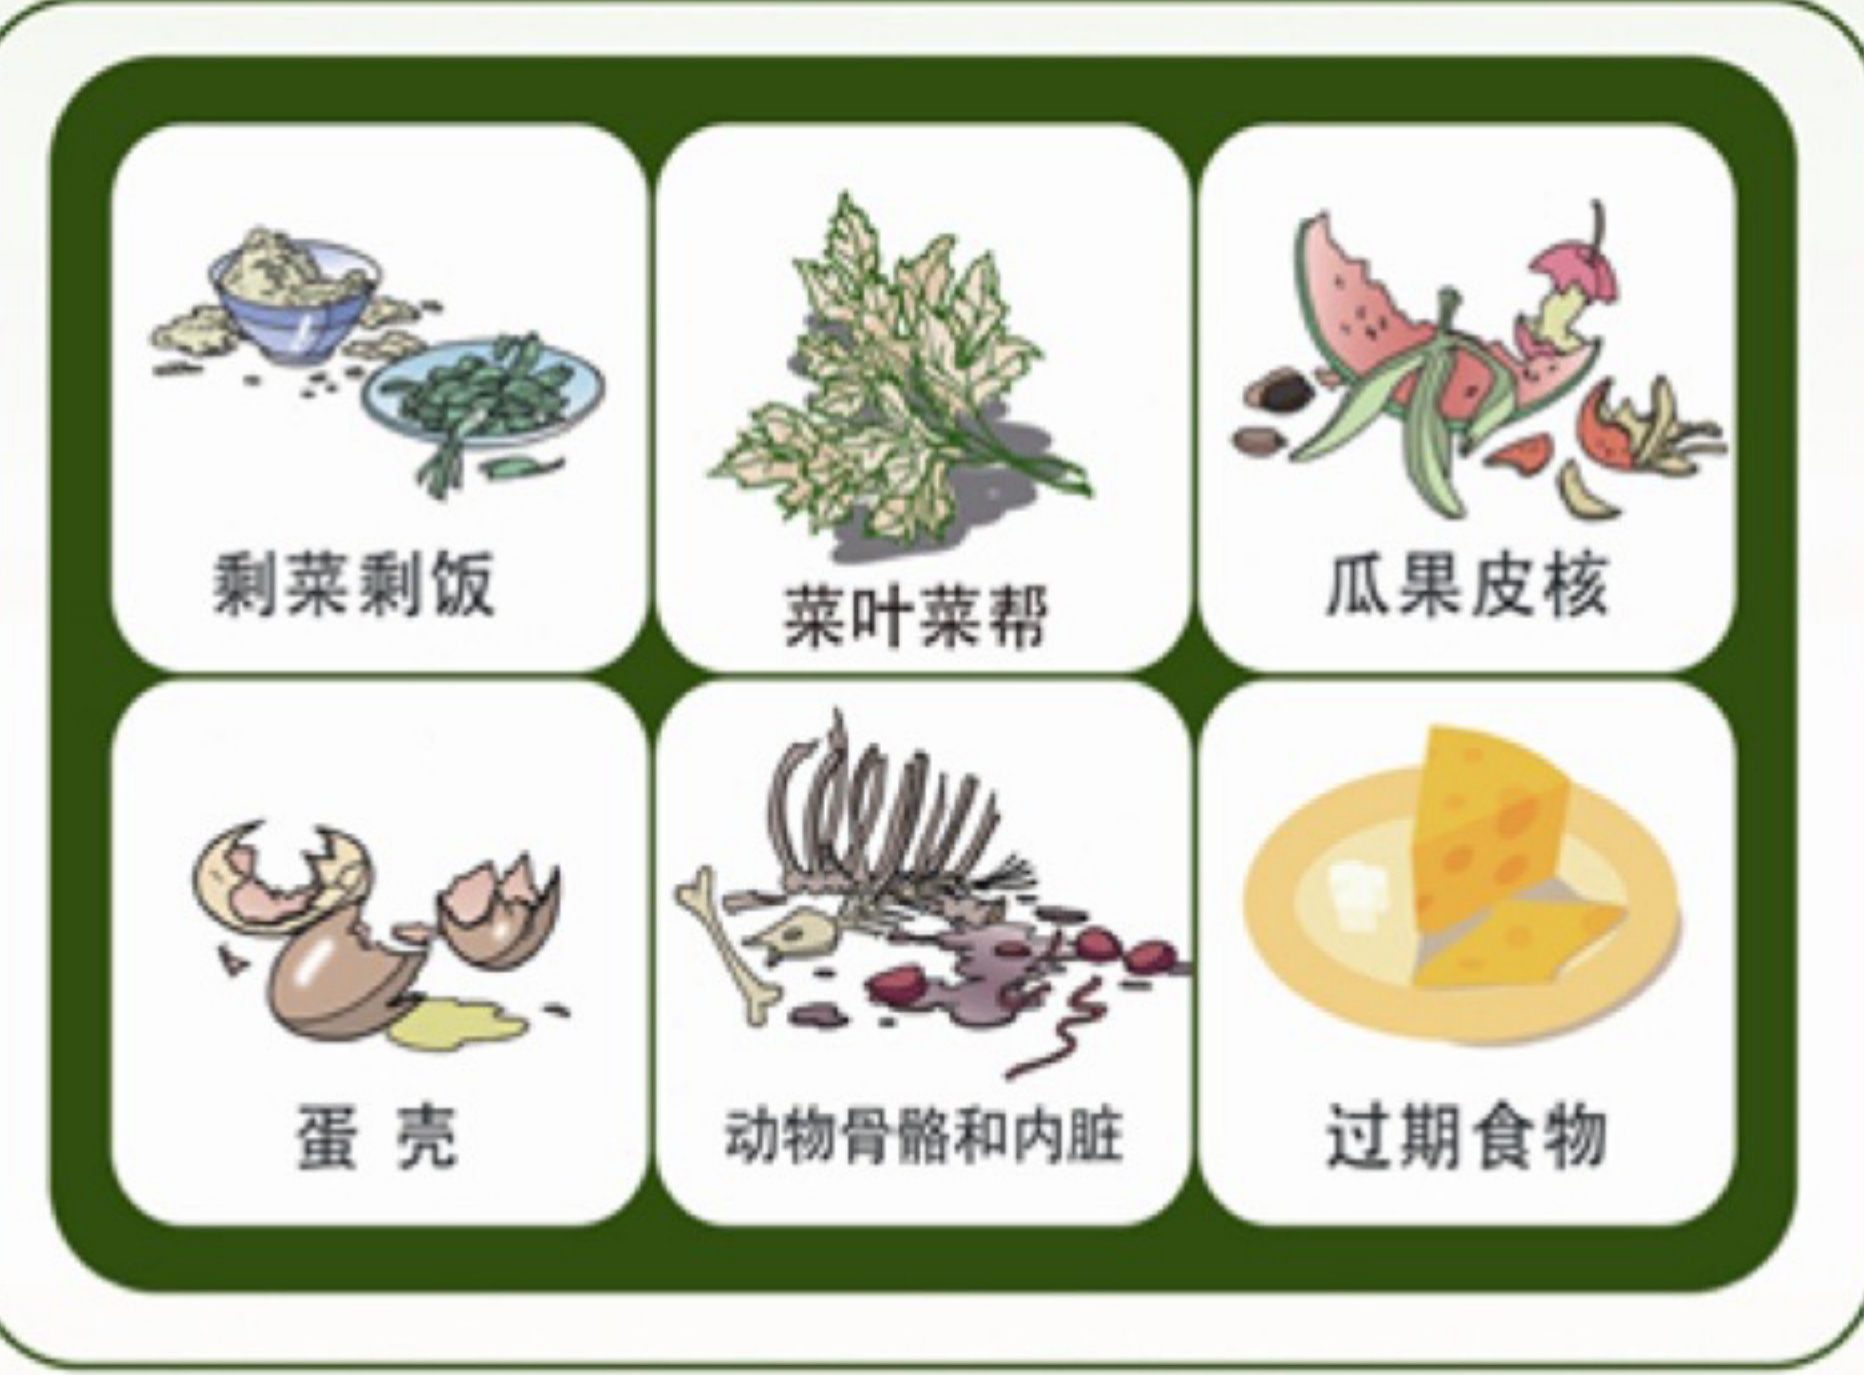 剩菜剩饭
菜叶菜帮
瓜果皮核
蛋 壳
动物骨骼和内脏
过期食物